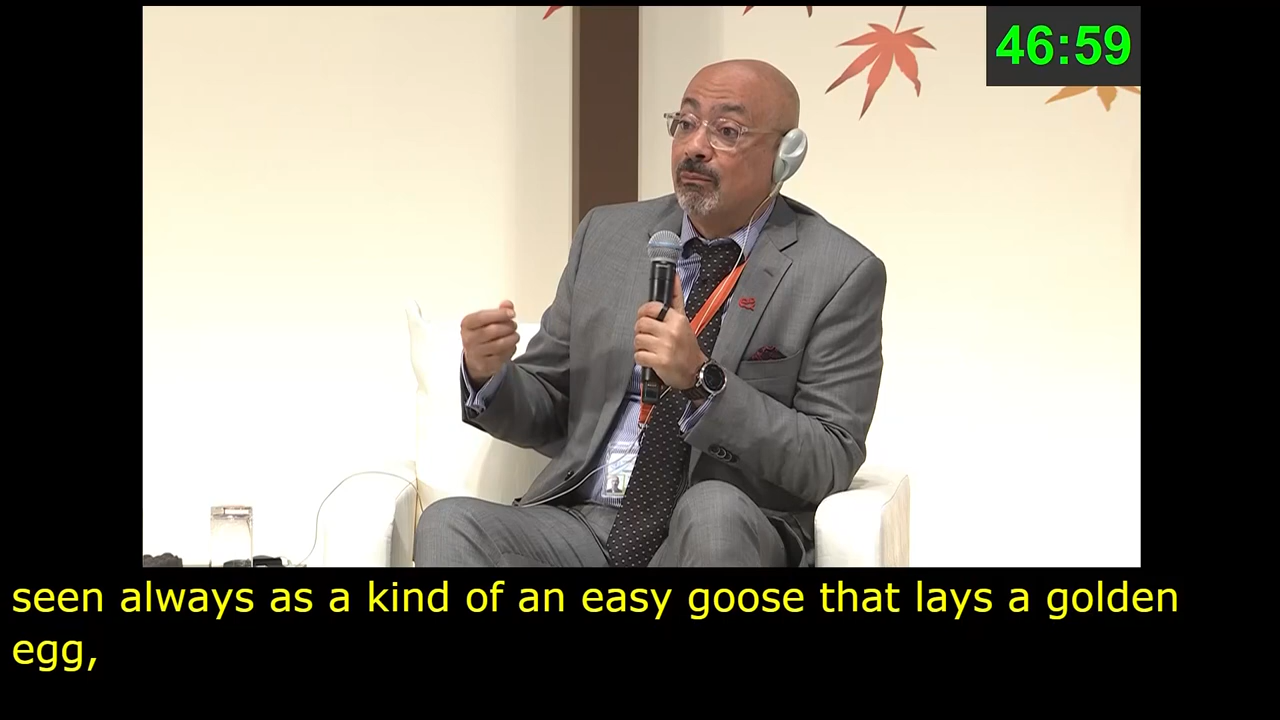 46:59
seen always as a kind of an easy goose that lays a golden
egg,